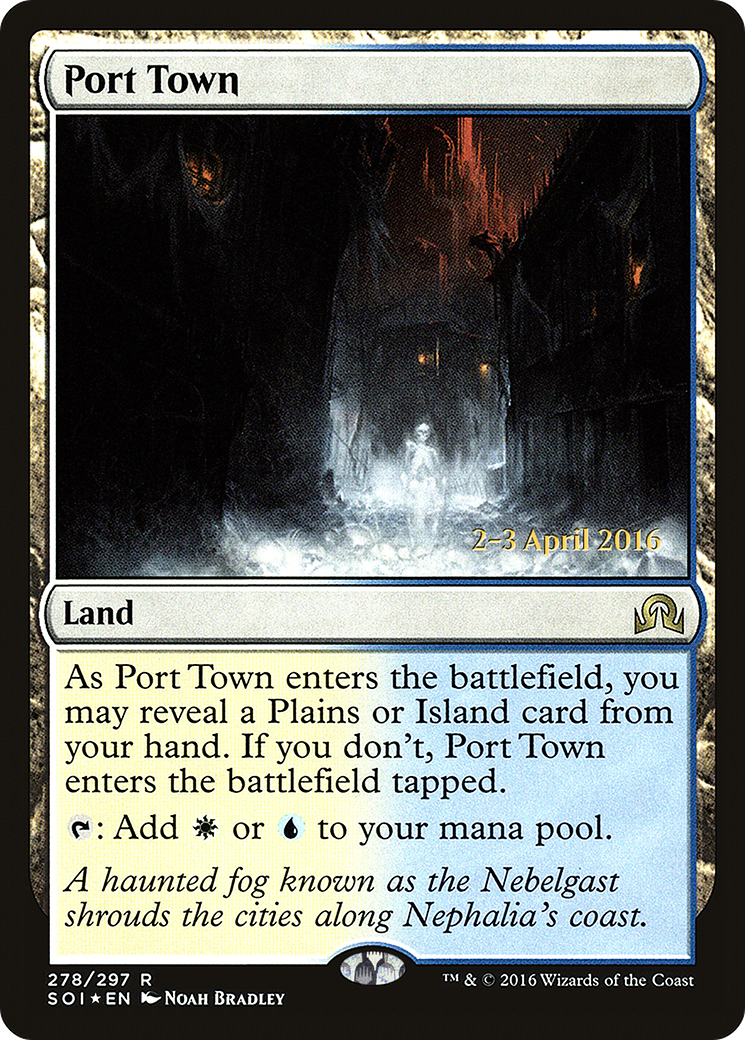 Port Town
2–3 April 2016
Land
As Port Town enters the battlefield, you
may reveal a Plains or Island card from
your hand. If you don't, Port Town
enters the battlefield tapped.
: Add or to your mana pool.
A haunted fog known as the Nebelgast
shrouds the cities along Nephalia's coast.
278/297 R
SOI★EN Noah Bradley
™ & © 2016 Wizards of the Coast